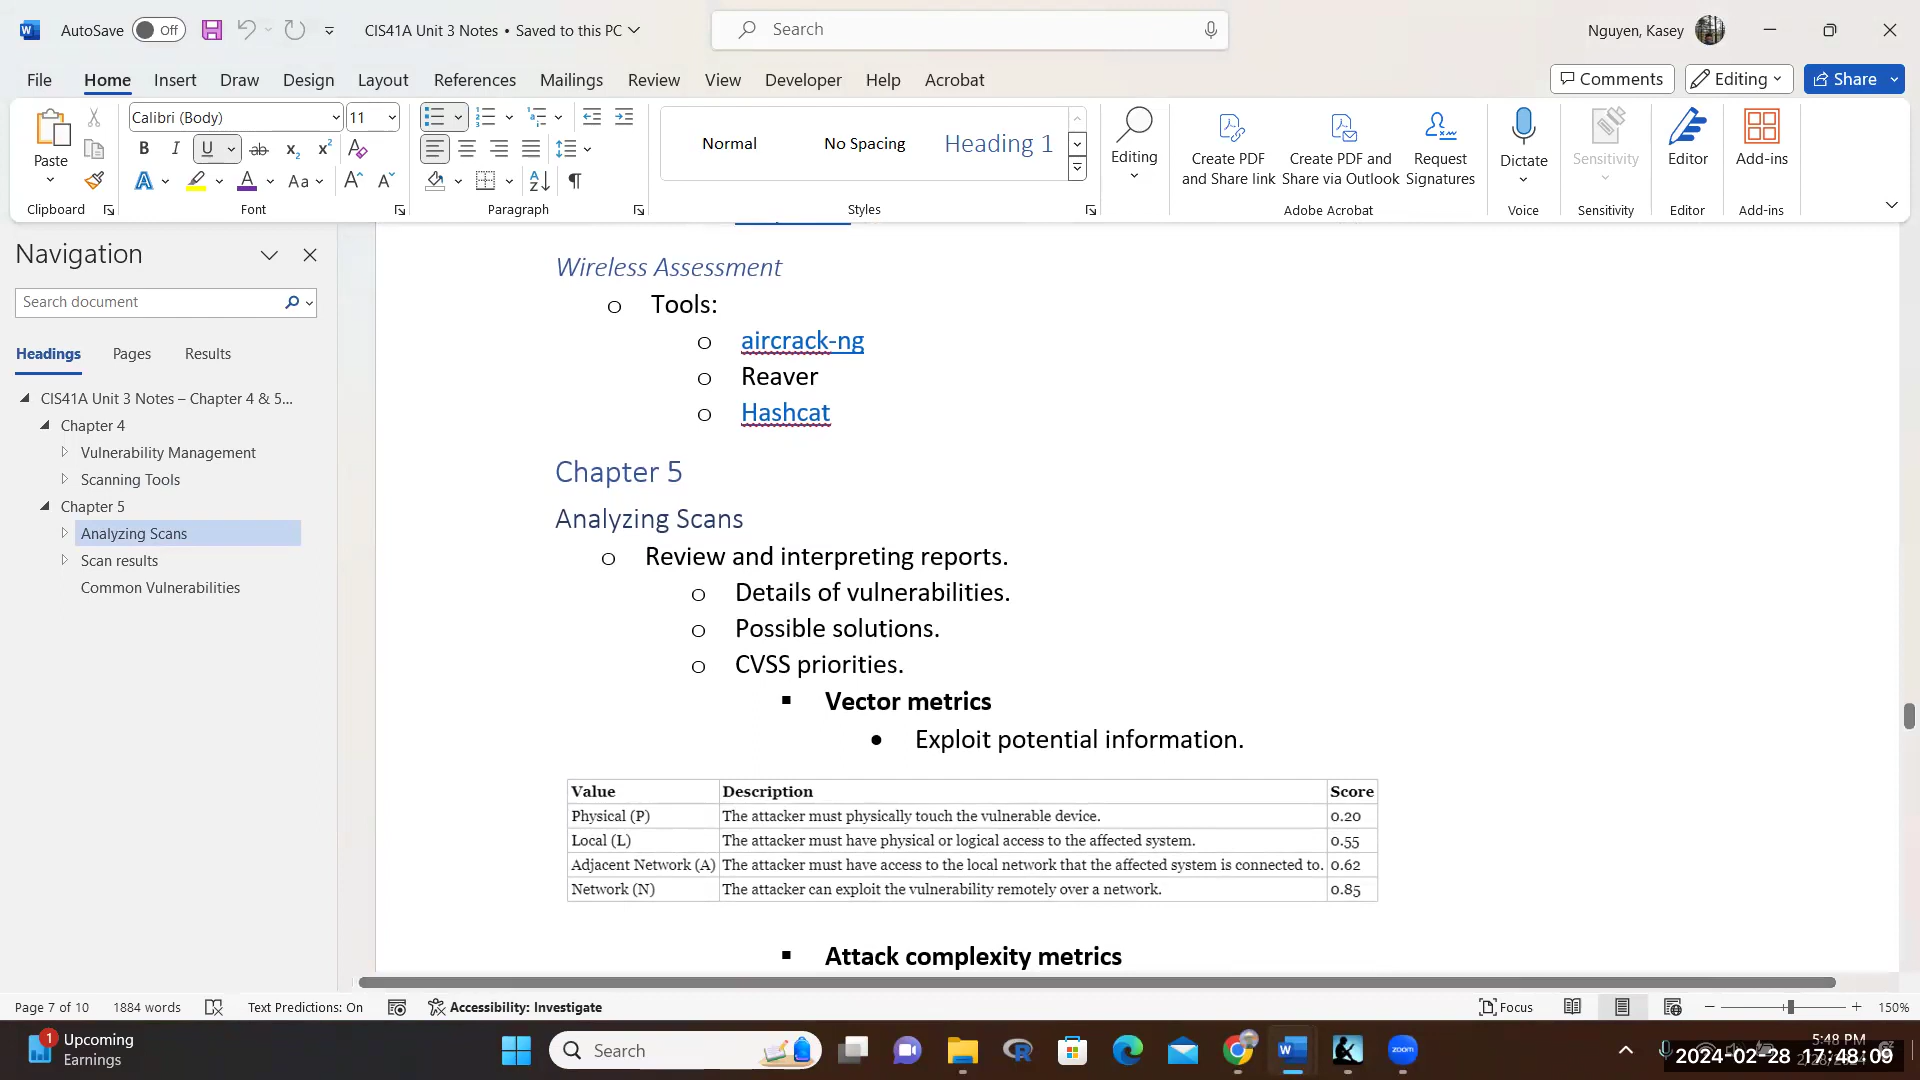 AutoSave Off CIS41A Unit 3 Notes • Saved to this PC Search Nguyen, Kasey
File Home Insert Draw Design Layout References Mailings Review View Developer Help Acrobat Comments Editing Share
Calibri (Body) 11
Normal No Spacing Heading 1
Paste
Editing
Create PDF and Share link
Create PDF and Share via Outlook
Request Signatures
Dictate
Sensitivity
Editor
Add-ins
Clipboard Font Paragraph Styles Adobe Acrobat Voice Sensitivity Editor Add-ins
Navigation
Search document
Headings Pages Results
CIS41A Unit 3 Notes – Chapter 4 & 5...
Chapter 4
Vulnerability Management
Scanning Tools
Chapter 5
Analyzing Scans
Scan results
Common Vulnerabilities
Wireless Assessment
o Tools:
o aircrack-ng
o Reaver
o Hashcat
Chapter 5
Analyzing Scans
o Review and interpreting reports.
o Details of vulnerabilities.
o Possible solutions.
o CVSS priorities.
▪ Vector metrics
• Exploit potential information.
Value Description Score
Physical (P) The attacker must physically touch the vulnerable device. 0.20
Local (L) The attacker must have physical or logical access to the affected system. 0.55
Adjacent Network (A) The attacker must have access to the local network that the affected system is connected to. 0.62
Network (N) The attacker can exploit the vulnerability remotely over a network. 0.85
▪ Attack complexity metrics
Page 7 of 10 1884 words Text Predictions: On Accessibility: Investigate Focus 150%
1 Upcoming
Earnings
Search
zoom
5:48 PM
2024-02-28 17:48:09